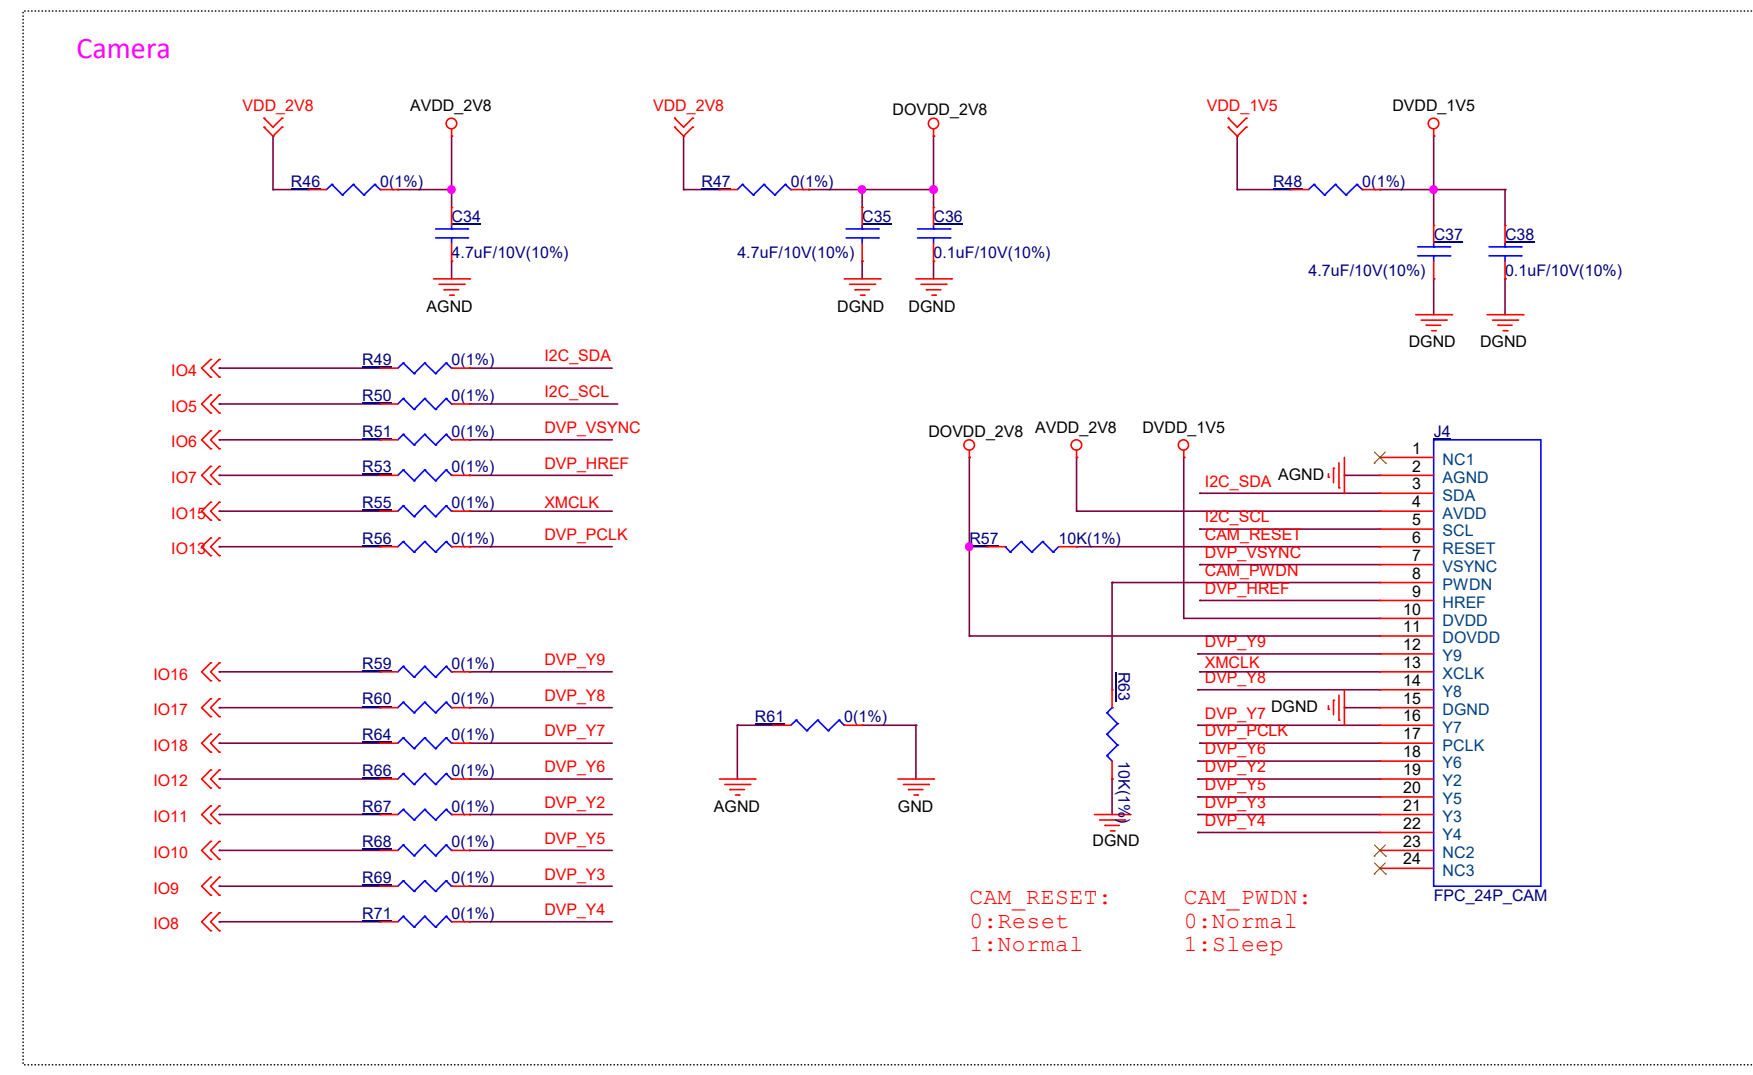 Camera
VDD_2V8 AVDD_2V8 VDD_2V8 DOVDD_2V8 VDD_1V5 DVDD_1V5
R46 0(1%) R47 0(1%) R48 0(1%)
C34 C35 C36 C37 C38
4.7uF/10V(10%) 4.7uF/10V(10%) 0.1uF/10V(10%) 4.7uF/10V(10%) 0.1uF/10V(10%)
AGND DGND DGND DGND DGND
IO4 R49 0(1%) I2C_SDA
IO5 R50 0(1%) I2C_SCL
IO6 R51 0(1%) DVP_VSYNC
IO7 R53 0(1%) DVP_HREF
IO15 R55 0(1%) XMCLK
IO13 R56 0(1%) DVP_PCLK
IO16 R59 0(1%) DVP_Y9
IO17 R60 0(1%) DVP_Y8
IO18 R64 0(1%) DVP_Y7
IO12 R66 0(1%) DVP_Y6
IO11 R67 0(1%) DVP_Y2
IO10 R68 0(1%) DVP_Y5
IO9 R69 0(1%) DVP_Y3
IO8 R71 0(1%) DVP_Y4
R61 0(1%)
AGND GND
DOVDD_2V8 AVDD_2V8 DVDD_1V5
R57 10K(1%)
R63 10K(1%)
DGND
J4
1 NC1
AGND 2 AGND
I2C_SDA 3 SDA
4 AVDD
I2C_SCL 5 SCL
CAM_RESET 6 RESET
DVP_VSYNC 7 VSYNC
CAM_PWDN 8 PWDN
DVP_HREF 9 HREF
10 DVDD
11 DOVDD
DVP_Y9 12 Y9
XMCLK 13 XCLK
DVP_Y8 14 Y8
DGND 15 DGND
DVP_Y7 16 Y7
DVP_PCLK 17 PCLK
DVP_Y6 18 Y6
DVP_Y2 19 Y2
DVP_Y5 20 Y5
DVP_Y3 21 Y3
DVP_Y4 22 Y4
23 NC2
24 NC3
FPC_24P_CAM
CAM_RESET:
0:Reset
1:Normal
CAM_PWDN:
0:Normal
1:Sleep